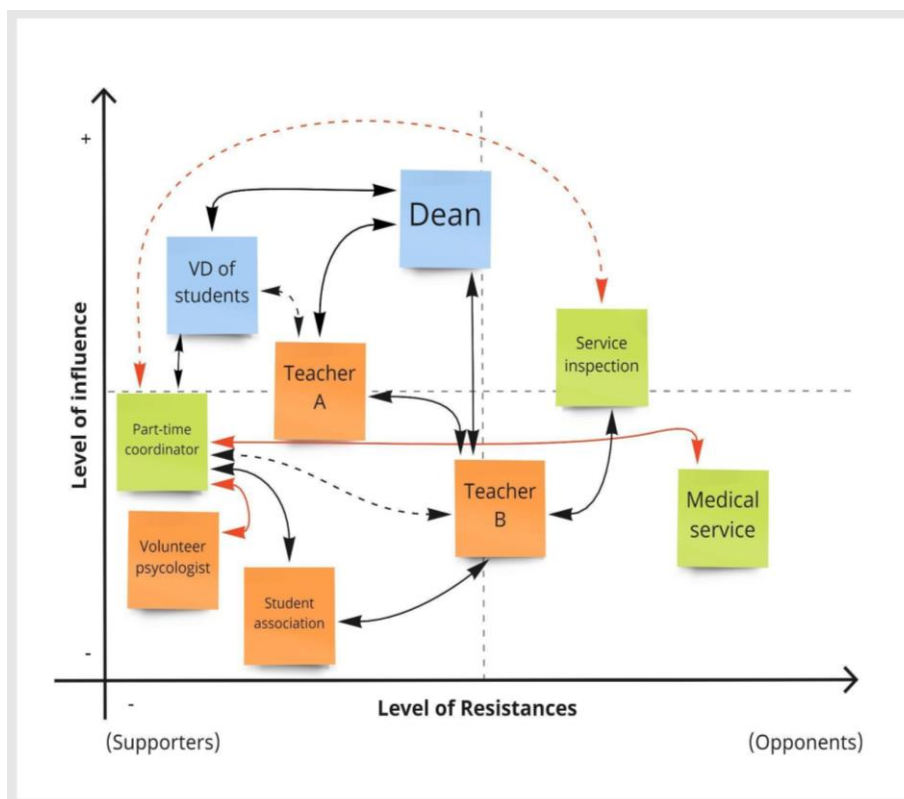 +
Dean
VD of
students
Service
inspection
Teacher
A
Level of influence
Part-time
coordinator
Teacher
B
Medical
service
Volunteer
psycologist
Student
association
-
-
Level of Resistances
(Supporters)
(Opponents)